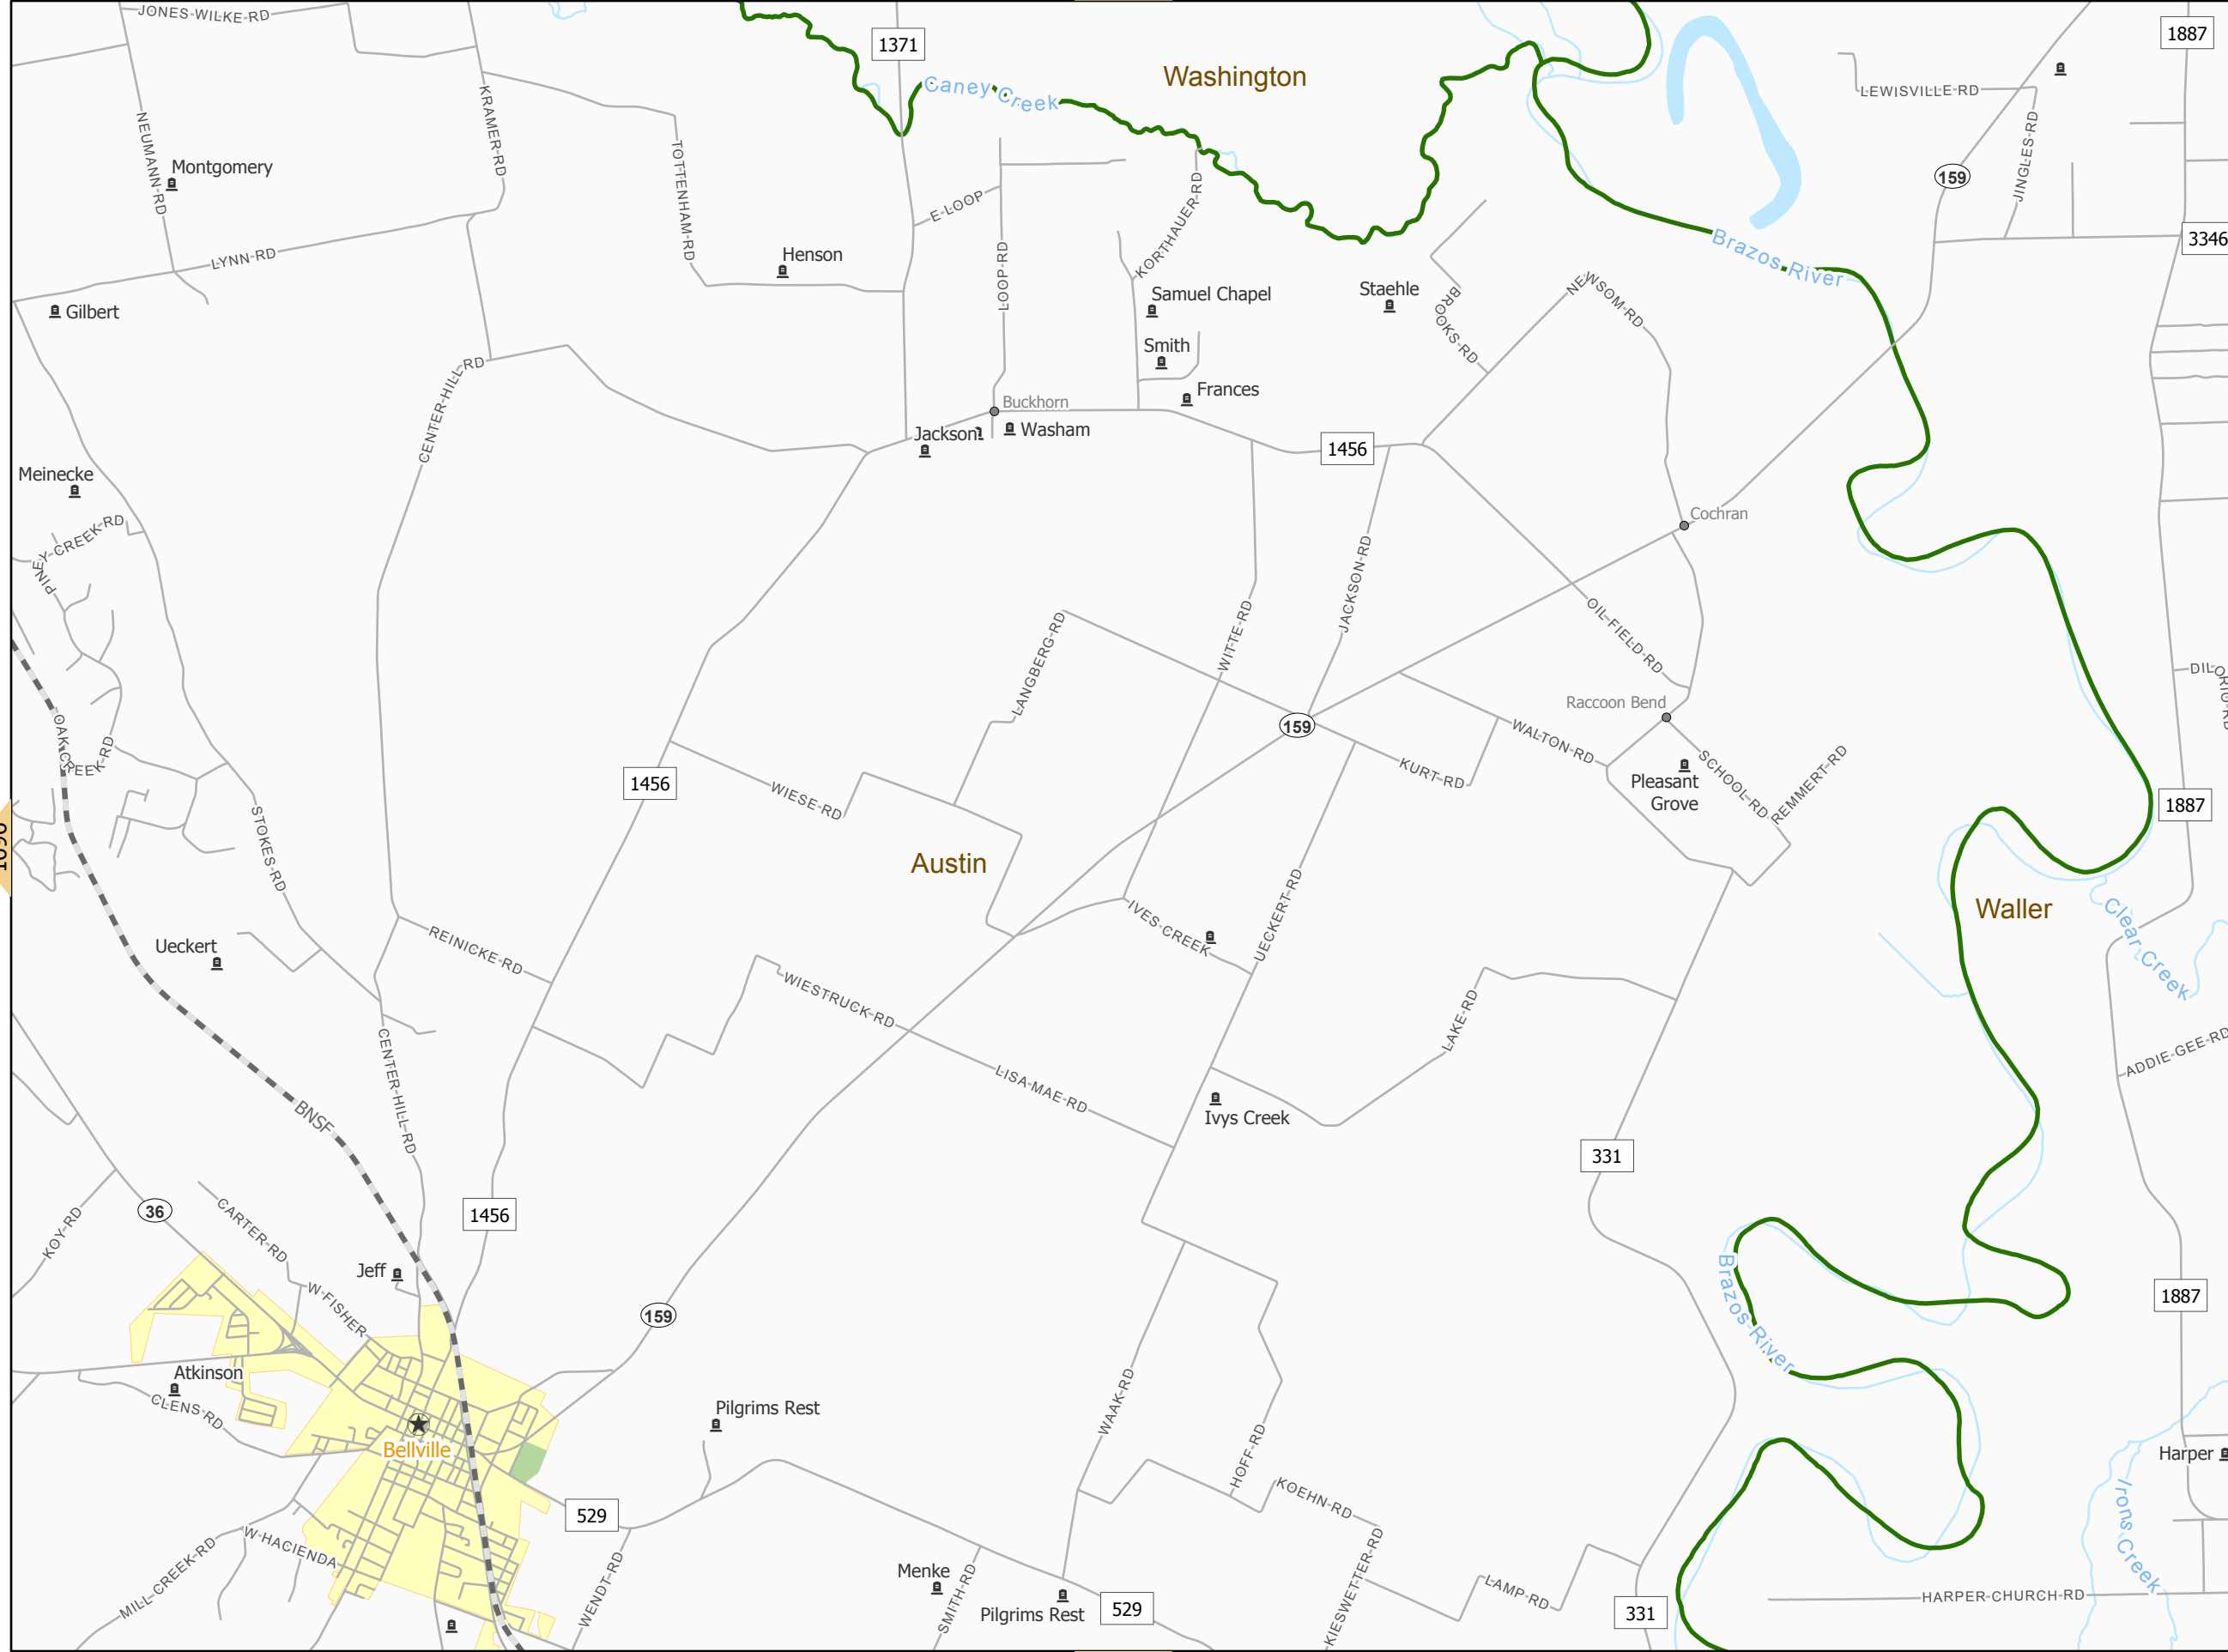 JONES-WILKE-RD
1371
1887
Washington
Caney Creek
LEWISVILLE-RD
KRAMER-RD
NEUMANN-RD
Montgomery
TOTTENHAM-RD
JINGLES-RD
159
E-LOOP
KORTHAUER-RD
LYNN-RD
Henson
LOOP-RD
Brazos River
3346
Gilbert
Samuel Chapel
Staehle
NEWSOM-RD
BROOKS-RD
Smith
CENTER-HILL-RD
Frances
Buckhorn
Jackson
Washam
1456
Meinecke
Cochran
PINEY-CREEK-RD
JACKSON-RD
WITTE-RD
OIL-FIELD-RD
LANGBERG-RD
DILORIO-RD
Raccoon Bend
159
OAK-CREEK-RD
WALTON-RD
SCHOOL-RD
REMMERT-RD
KURT-RD
Pleasant
Grove
1456
WIESE-RD
1887
STOKES-RD
Austin
IVES-CREEK
UECKERT-RD
Waller
Clear Creek
Ueckert
REINICKE-RD
WIESTRUCK-RD
LAKE-RD
CENTER-HILL-RD
ADDIE-GEE-RD
LISA-MAE-RD
BNSF
Ivys Creek
331
36
1456
KOY-RD
CARTER-RD
Jeff
W-FISHER
Brazos River
1887
159
Atkinson
CLENS-RD
WAAK-RD
Pilgrims Rest
HOFF-RD
Bellville
Harper
KOEHN-RD
529
Irons Creek
W-HACIENDA
MILL-CREEK-RD
WENDT-RD
Menke
SMITH-RD
Pilgrims Rest
529
KIESWETTER-RD
LAMP-RD
331
HARPER-CHURCH-RD